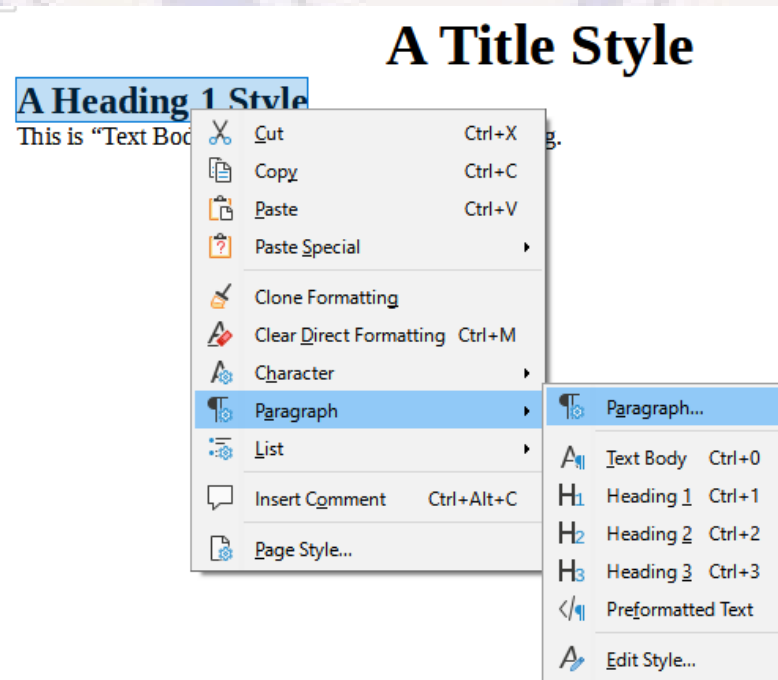 A Title Style
A Heading 1 Style
This is “Text Bod g.
Cut Ctrl+X
Copy Ctrl+C
Paste Ctrl+V
Paste Special
Clone Formatting
Clear Direct Formatting Ctrl+M
Character
Paragraph
List
Insert Comment Ctrl+Alt+C
Page Style...
Paragraph...
Text Body Ctrl+0
Heading 1 Ctrl+1
Heading 2 Ctrl+2
Heading 3 Ctrl+3
Preformatted Text
Edit Style...